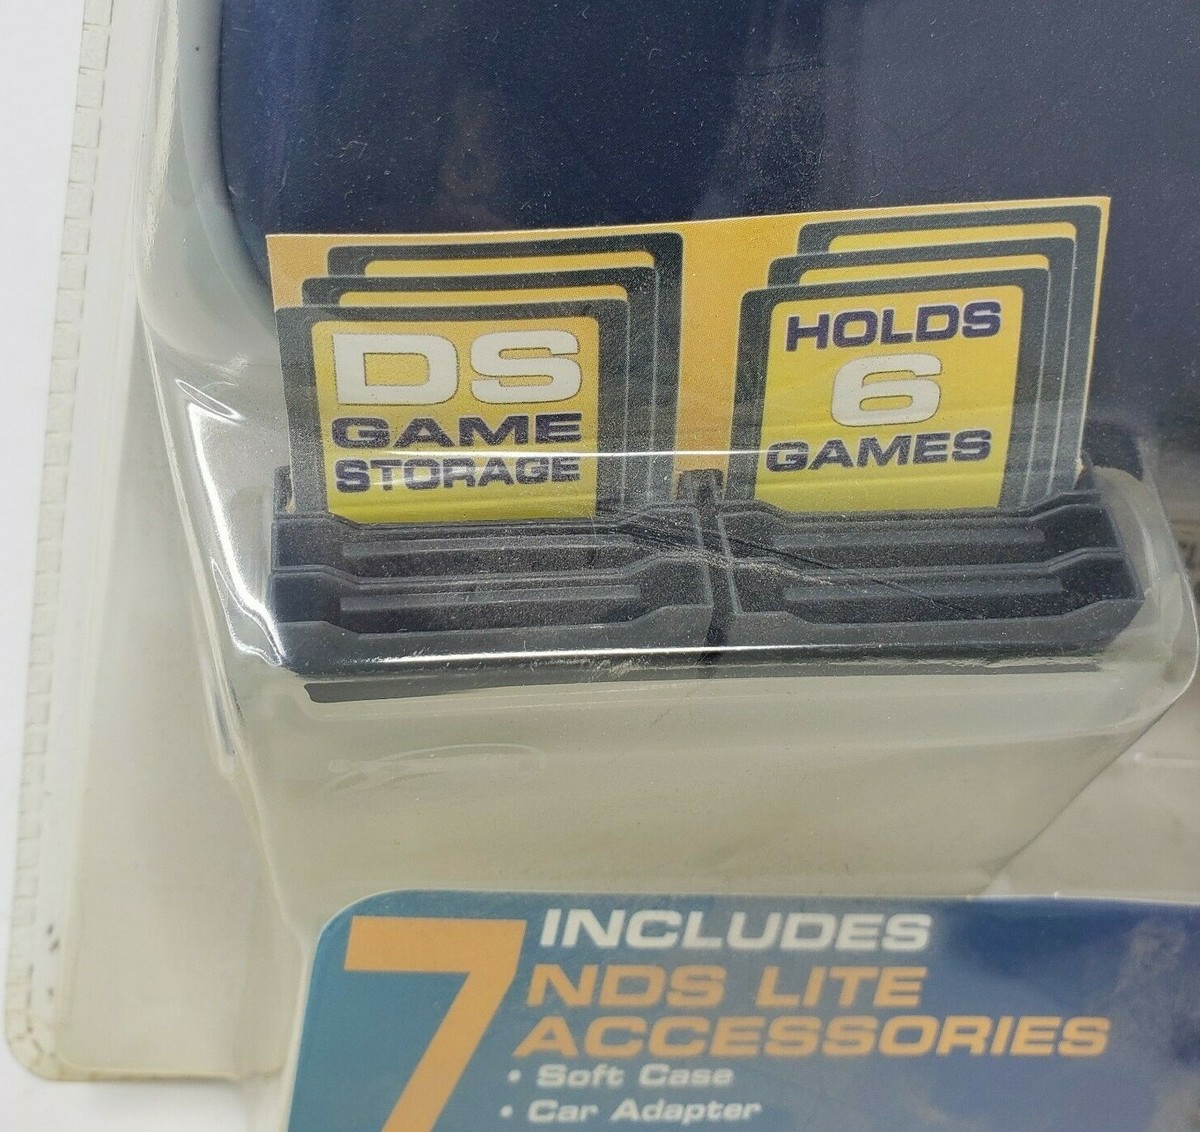 DS
GAME
STORAGE
HOLDS
6
GAMES
7
INCLUDES
NDS LITE
ACCESSORIES
• Soft Case
• Car Adapter